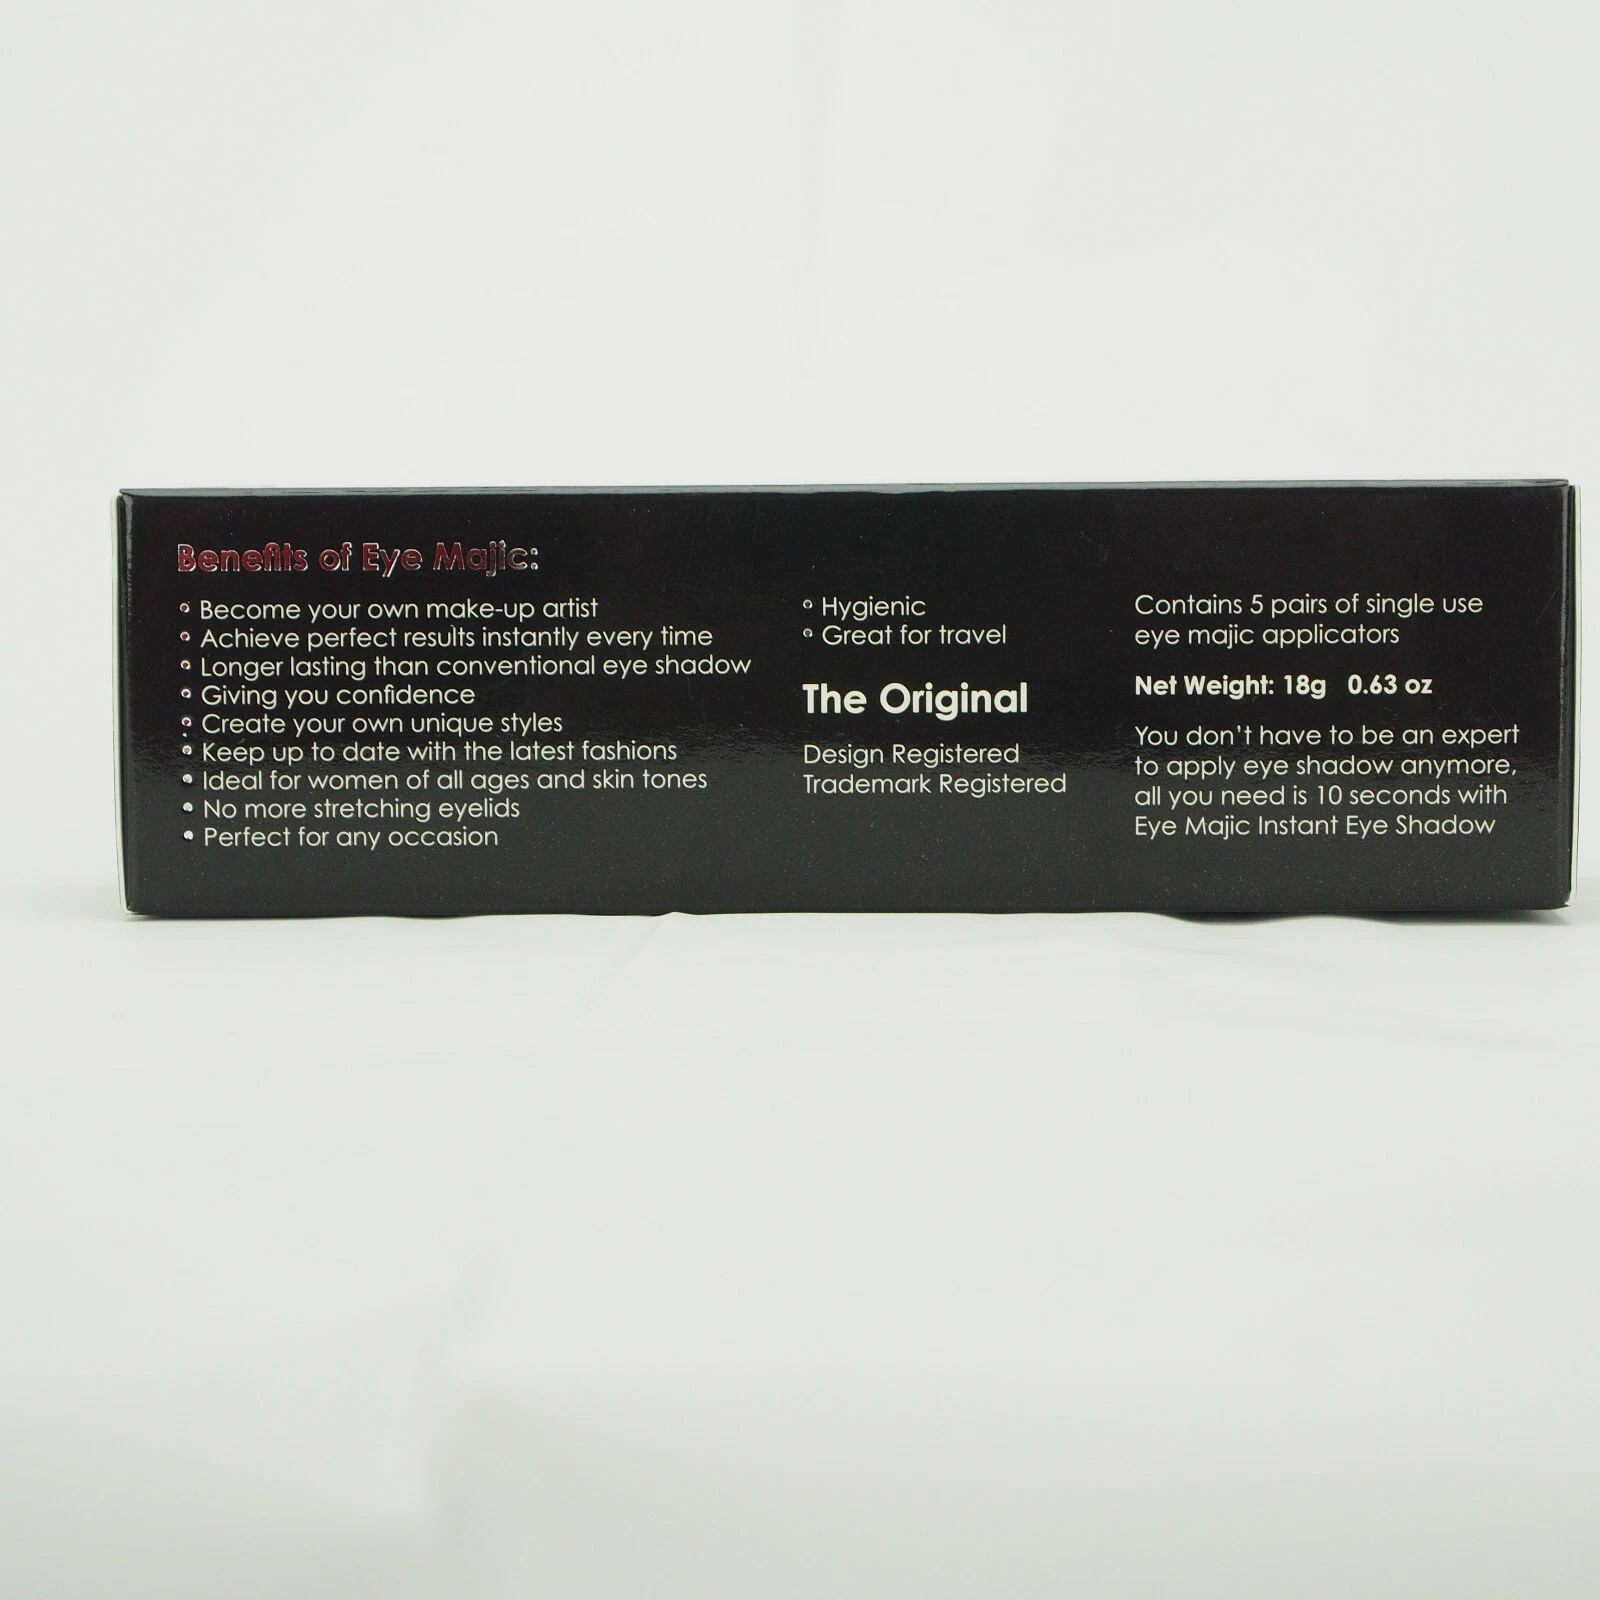 Benefits of Eye Majic:
° Become your own make-up artist
° Achieve perfect results instantly every time
° Longer lasting than conventional eye shadow
° Giving you confidence
° Create your own unique styles
° Keep up to date with the latest fashions
° Ideal for women of all ages and skin tones
° No more stretching eyelids
° Perfect for any occasion
° Hygienic
° Great for travel
The Original
Design Registered
Trademark Registered
Contains 5 pairs of single use
eye majic applicators
Net Weight: 18g 0.63 oz
You don't have to be an expert
to apply eye shadow anymore,
all you need is 10 seconds with
Eye Majic Instant Eye Shadow